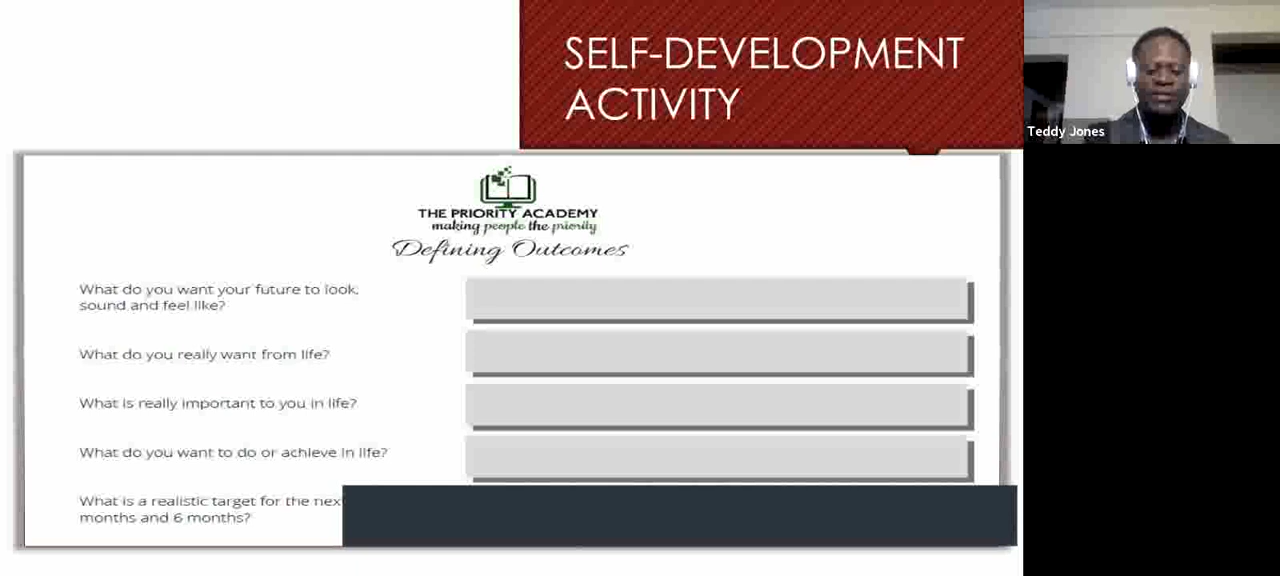 SELF-DEVELOPMENT
ACTIVITY
Teddy Jones
THE PRIORITY ACADEMY
making people the priority
Defining Outcomes
What do you want your future to look,
sound and feel like?
What do you really want from life?
What is really important to you in life?
What do you want to do or achieve in life?
What is a realistic target for the
months and 6 months?